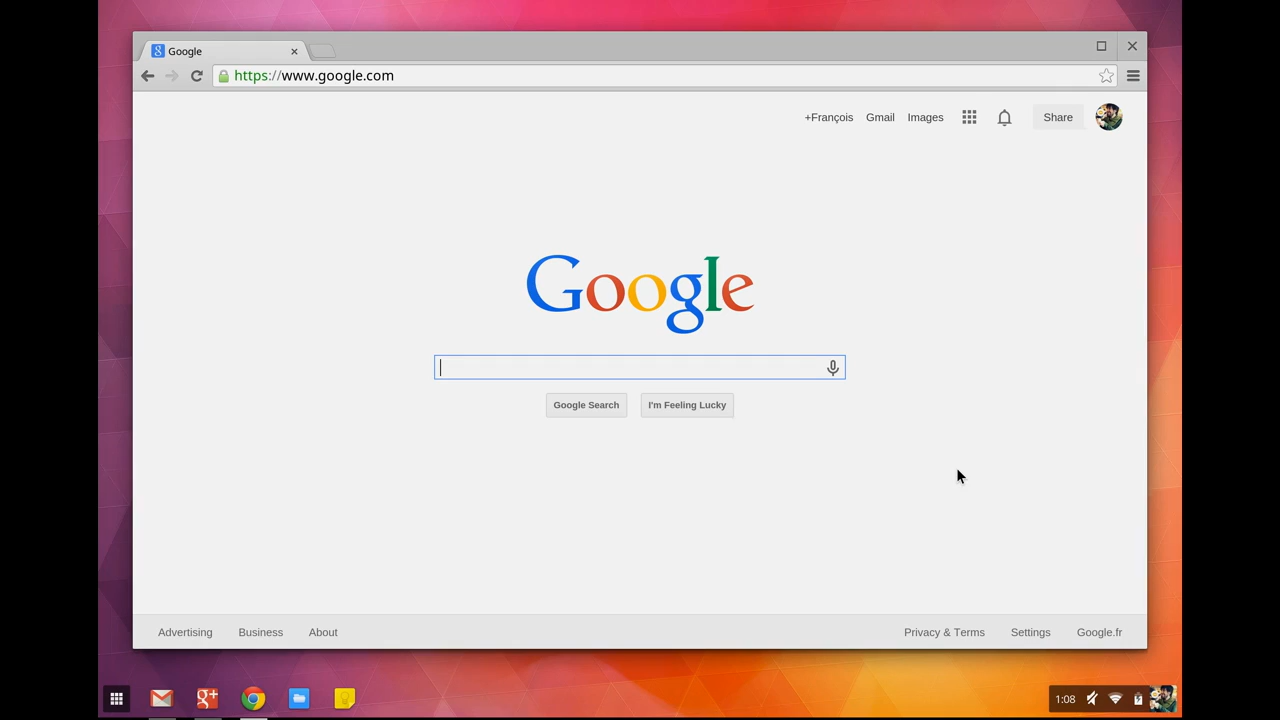 Google
https://www.google.com
+François Gmail Images Share
Google
Google Search I'm Feeling Lucky
Advertising Business About Privacy & Terms Settings Google.fr
g+ 1:08